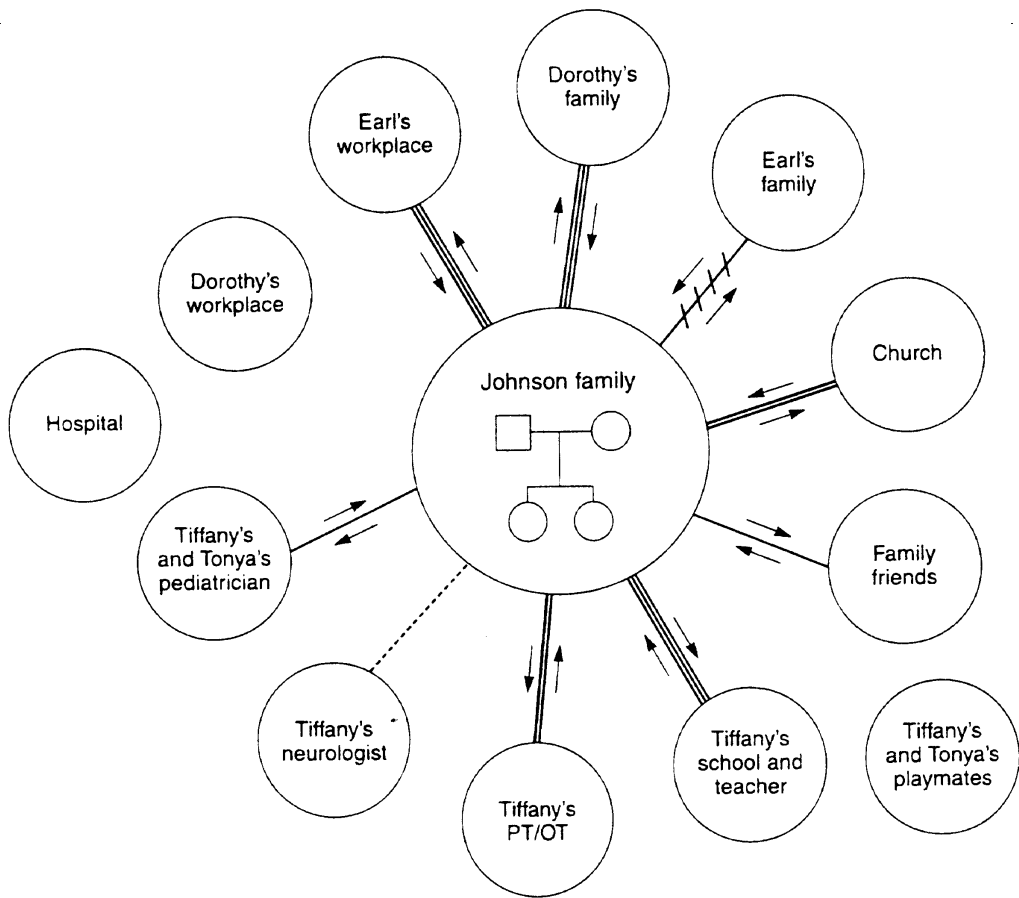 Dorothy's
family
Earl's
workplace
Earl's
family
Dorothy's
workplace
Church
Johnson family
Hospital
Tiffany's
and Tonya's
pediatrician
Family
friends
Tiffany's
neurologist
Tiffany's
PT/OT
Tiffany's
school and
teacher
Tiffany's
and Tonya's
playmates